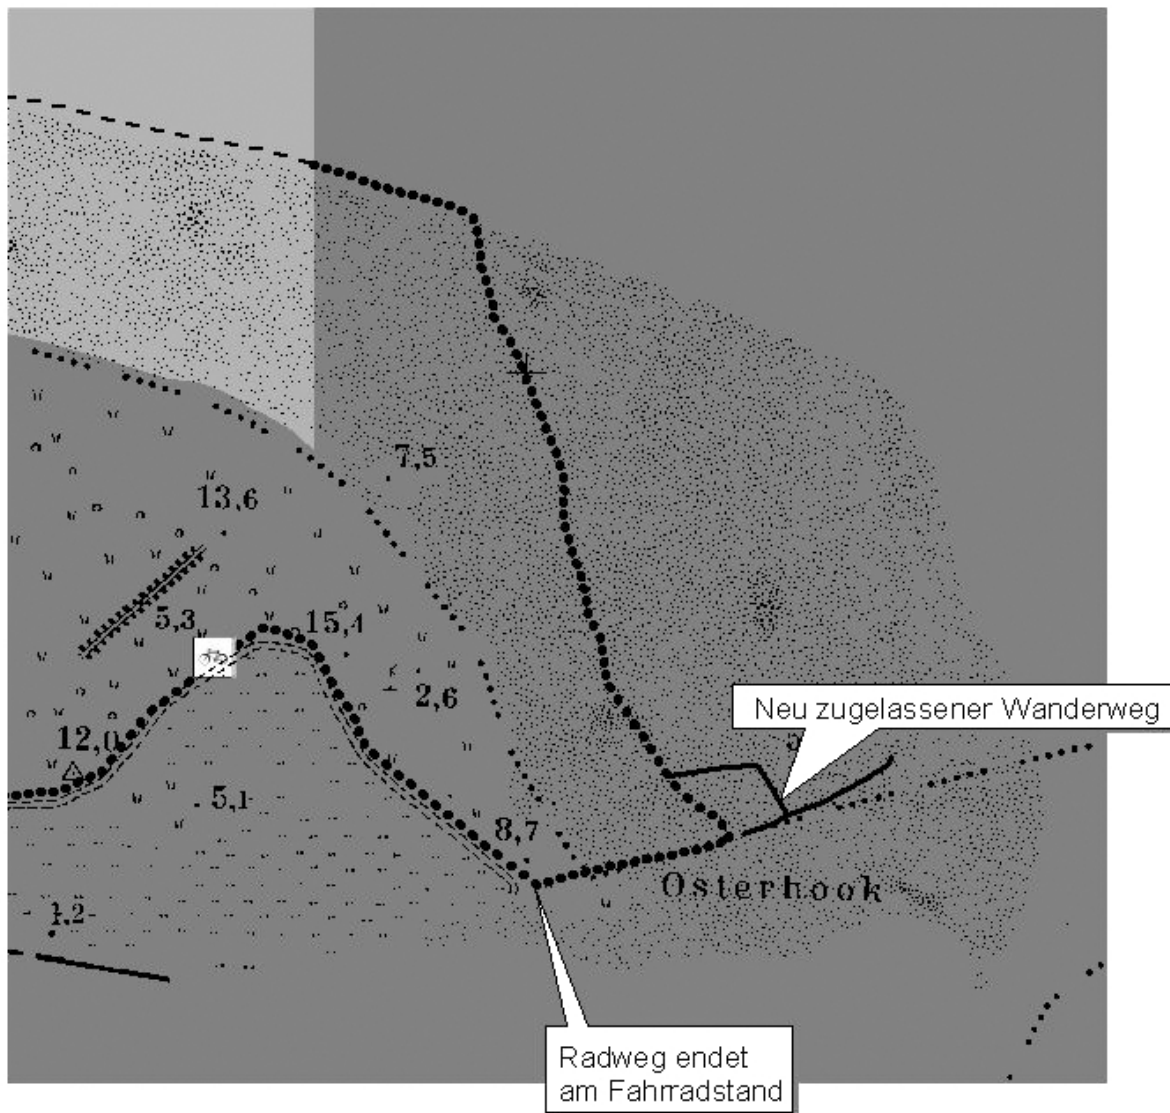 7,5
13,6
5,3
15,4
2,6
Neu zugelassener Wanderweg
12,0
5,1
8,7
Osterhook
1,2
Radweg endet
am Fahrradstand